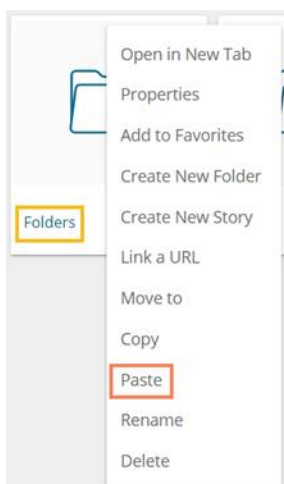 Open in New Tab
Properties
Add to Favorites
Create New Folder
Folders
Create New Story
Link a URL
Move to
Copy
Paste
Rename
Delete